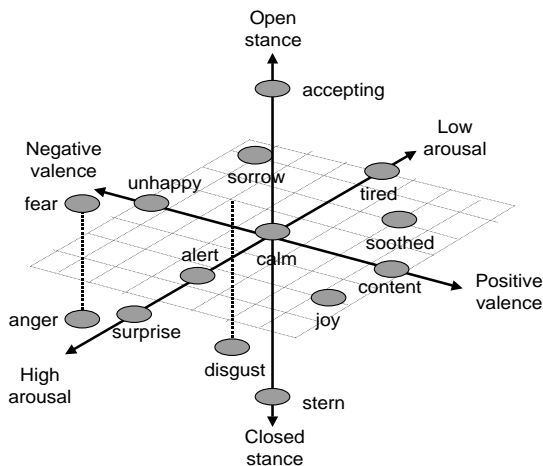 Open
stance
accepting
Low
arousal
Negative
valence
unhappy
sorrow
tired
fear
soothed
alert
calm
content
Positive
valence
anger
surprise
joy
disgust
High
arousal
stern
Closed
stance